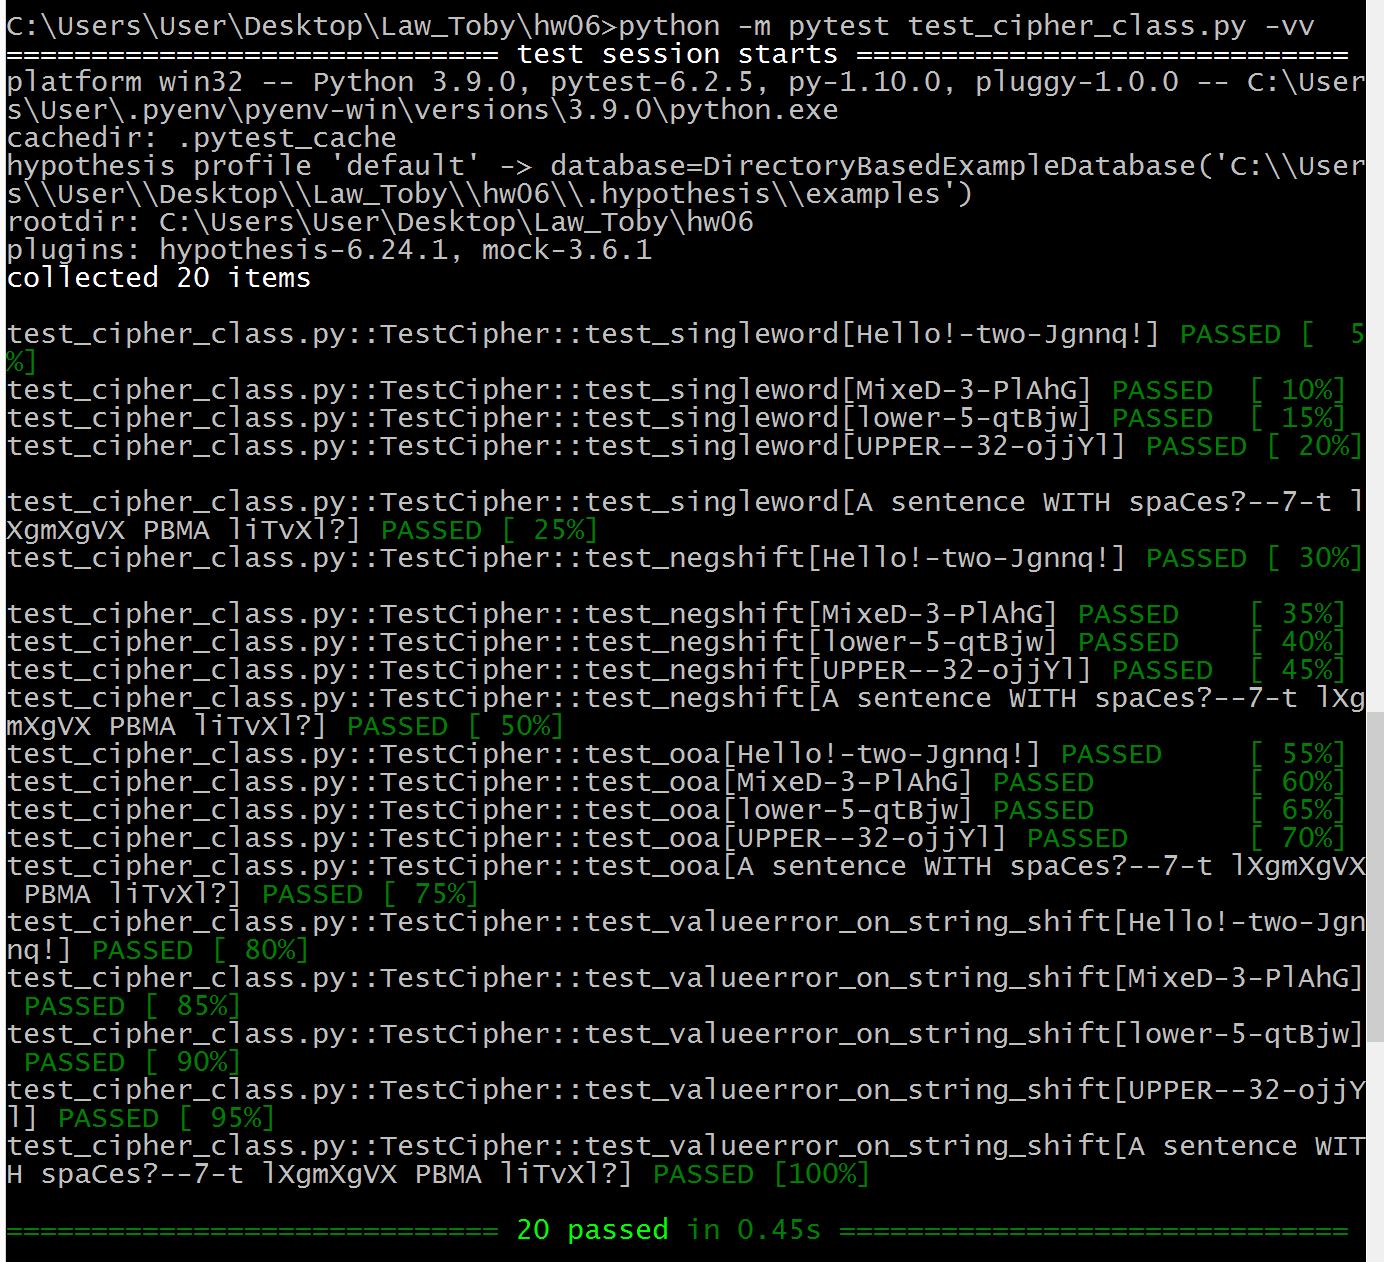 C:\Users\User\Desktop\Law_Toby\hw06>python -m pytest test_cipher_class.py -vv
============================= test session starts =============================
platform win32 -- Python 3.9.0, pytest-6.2.5, py-1.10.0, pluggy-1.0.0 -- C:\User
s\User\.pyenv\pyenv-win\versions\3.9.0\python.exe
cachedir: .pytest_cache
hypothesis profile 'default' -> database=DirectoryBasedExampleDatabase('C:\\User
s\\User\\Desktop\\Law_Toby\\hw06\\.hypothesis\\examples')
rootdir: C:\Users\User\Desktop\Law_Toby\hw06
plugins: hypothesis-6.24.1, mock-3.6.1
collected 20 items
test_cipher_class.py::TestCipher::test_singleword[Hello!-two-Jgnnq!] PASSED [  5
%]
test_cipher_class.py::TestCipher::test_singleword[MixeD-3-PlAhG] PASSED  [ 10%]
test_cipher_class.py::TestCipher::test_singleword[lower-5-qtBjw] PASSED  [ 15%]
test_cipher_class.py::TestCipher::test_singleword[UPPER--32-ojjYl] PASSED [ 20%]
test_cipher_class.py::TestCipher::test_singleword[A sentence WITH spaCes?--7-t l
XgmXgVX PBMA liTvXl?] PASSED [ 25%]
test_cipher_class.py::TestCipher::test_negshift[Hello!-two-Jgnnq!] PASSED [ 30%]
test_cipher_class.py::TestCipher::test_negshift[MixeD-3-PlAhG] PASSED    [ 35%]
test_cipher_class.py::TestCipher::test_negshift[lower-5-qtBjw] PASSED    [ 40%]
test_cipher_class.py::TestCipher::test_negshift[UPPER--32-ojjYl] PASSED  [ 45%]
test_cipher_class.py::TestCipher::test_negshift[A sentence WITH spaCes?--7-t lXg
mXgVX PBMA liTvXl?] PASSED [ 50%]
test_cipher_class.py::TestCipher::test_ooa[Hello!-two-Jgnnq!] PASSED     [ 55%]
test_cipher_class.py::TestCipher::test_ooa[MixeD-3-PlAhG] PASSED         [ 60%]
test_cipher_class.py::TestCipher::test_ooa[lower-5-qtBjw] PASSED         [ 65%]
test_cipher_class.py::TestCipher::test_ooa[UPPER--32-ojjYl] PASSED       [ 70%]
test_cipher_class.py::TestCipher::test_ooa[A sentence WITH spaCes?--7-t lXgmXgVX
 PBMA liTvXl?] PASSED [ 75%]
test_cipher_class.py::TestCipher::test_valueerror_on_string_shift[Hello!-two-Jgn
nq!] PASSED [ 80%]
test_cipher_class.py::TestCipher::test_valueerror_on_string_shift[MixeD-3-PlAhG]
 PASSED [ 85%]
test_cipher_class.py::TestCipher::test_valueerror_on_string_shift[lower-5-qtBjw]
 PASSED [ 90%]
test_cipher_class.py::TestCipher::test_valueerror_on_string_shift[UPPER--32-ojjY
l] PASSED [ 95%]
test_cipher_class.py::TestCipher::test_valueerror_on_string_shift[A sentence WIT
H spaCes?--7-t lXgmXgVX PBMA liTvXl?] PASSED [100%]
============================= 20 passed in 0.45s ==============================